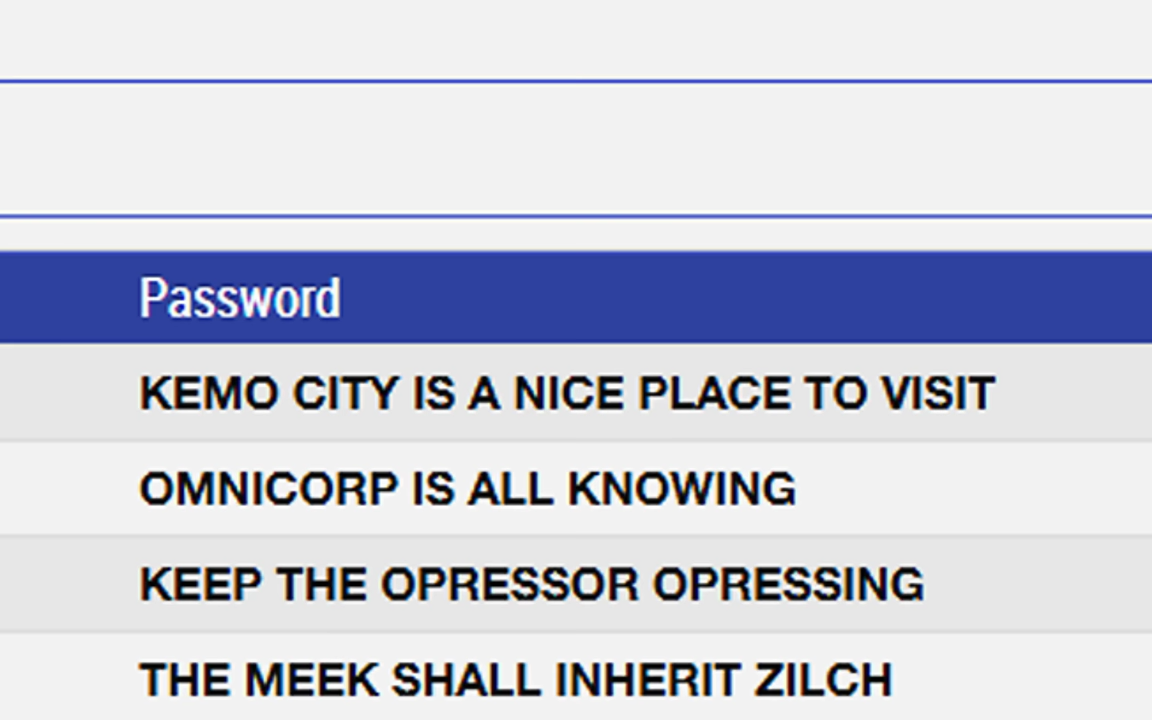 Password
KEMO CITY IS A NICE PLACE TO VISIT
OMNICORP IS ALL KNOWING
KEEP THE OPRESSOR OPRESSING
THE MEEK SHALL INHERIT ZILCH